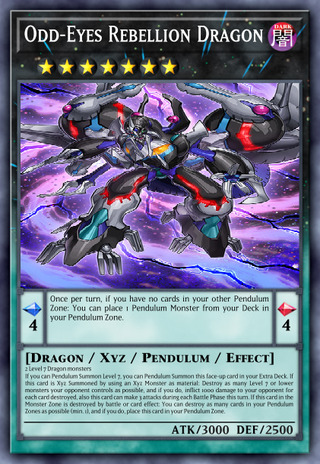 ODD-EYES REBELLION DRAGON
DARK
闇
Once per turn, if you have no cards in your other Pendulum
Zone: You can place 1 Pendulum Monster from your Deck in
your Pendulum Zone.
4
4
[DRAGON / XYZ / PENDULUM / EFFECT]
2 Level 7 Dragon monsters
If you can Pendulum Summon Level 7, you can Pendulum Summon this face-up card in your Extra Deck. If
this card is Xyz Summoned by using an Xyz Monster as material: Destroy as many Level 7 or lower
monsters your opponent controls as possible, and if you do, inflict 1000 damage to your opponent for
each card destroyed, also this card can make 3 attacks during each Battle Phase this turn. If this card in the
Monster Zone is destroyed by battle or card effect: You can destroy as many cards in your Pendulum
Zones as possible (min. 1), and if you do, place this card in your Pendulum Zone.
ATK/3000 DEF/2500